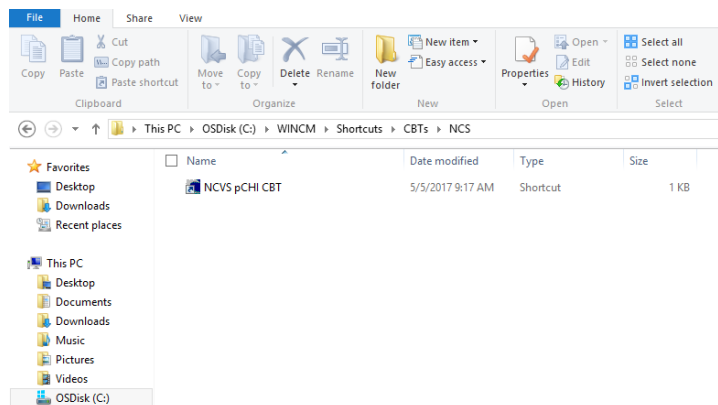 File Home Share View
Cut
Copy path
Paste shortcut
Copy Paste
Move to Copy to Delete Rename
New folder
New item
Easy access
Properties
Open
Edit
History
Select all
Select none
Invert selection
Clipboard Organize New Open Select
This PC OSDisk (C:) WINCM Shortcuts CBTs NCS
Name Date modified Type Size
NCVS pCHI CBT 5/5/2017 9:17 AM Shortcut 1 KB
Favorites
Desktop
Downloads
Recent places
This PC
Desktop
Documents
Downloads
Music
Pictures
Videos
OSDisk (C:)